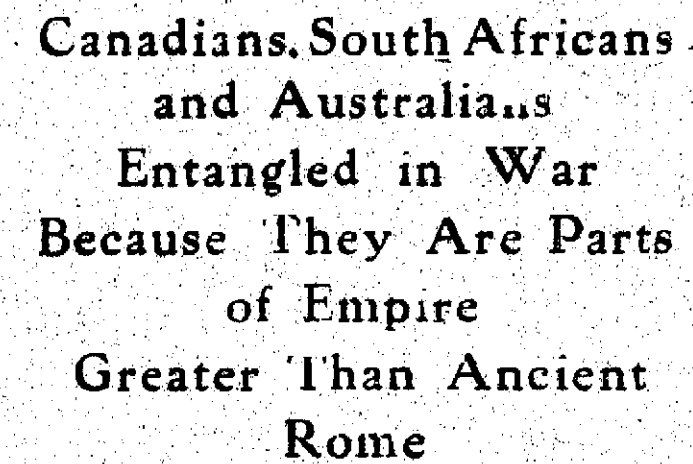 Canadians, South Africans
and Australians
Entangled in War
Because They Are Parts
of Empire
Greater Than Ancient
Rome